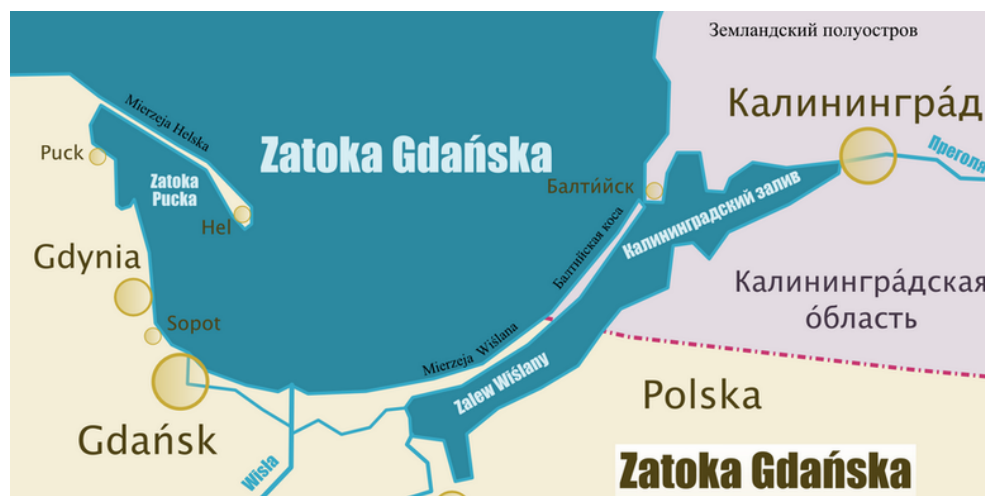 Земландский полуостров
Калинингра́д
Преголя
Mierzeja Helska
Puck
Zatoka Gdańska
Zatoka
Pucka
Балти́йск
Hel
Калининградский залив
Балтийская коса
Gdynia
Калинингра́дская
о́бласть
Sopot
Mierzeja Wiślana
Zalew Wiślany
Polska
Gdańsk
Wisła
Zatoka Gdańska